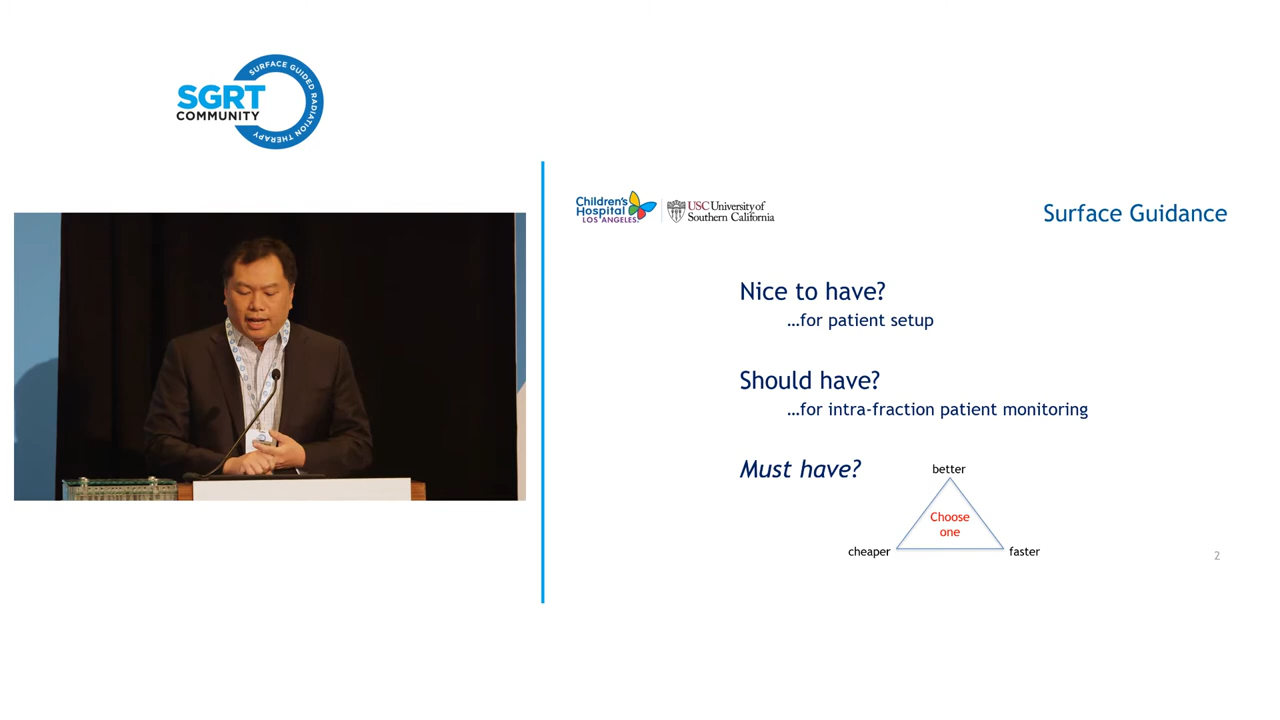 SURFACE GUIDED RADIATION THERAPY
SGRT
COMMUNITY
Children's
Hospital
LOS ANGELES
USC University of
Southern California
Surface Guidance
Nice to have?
...for patient setup
Should have?
...for intra-fraction patient monitoring
Must have?
better
Choose
one
cheaper
faster
2